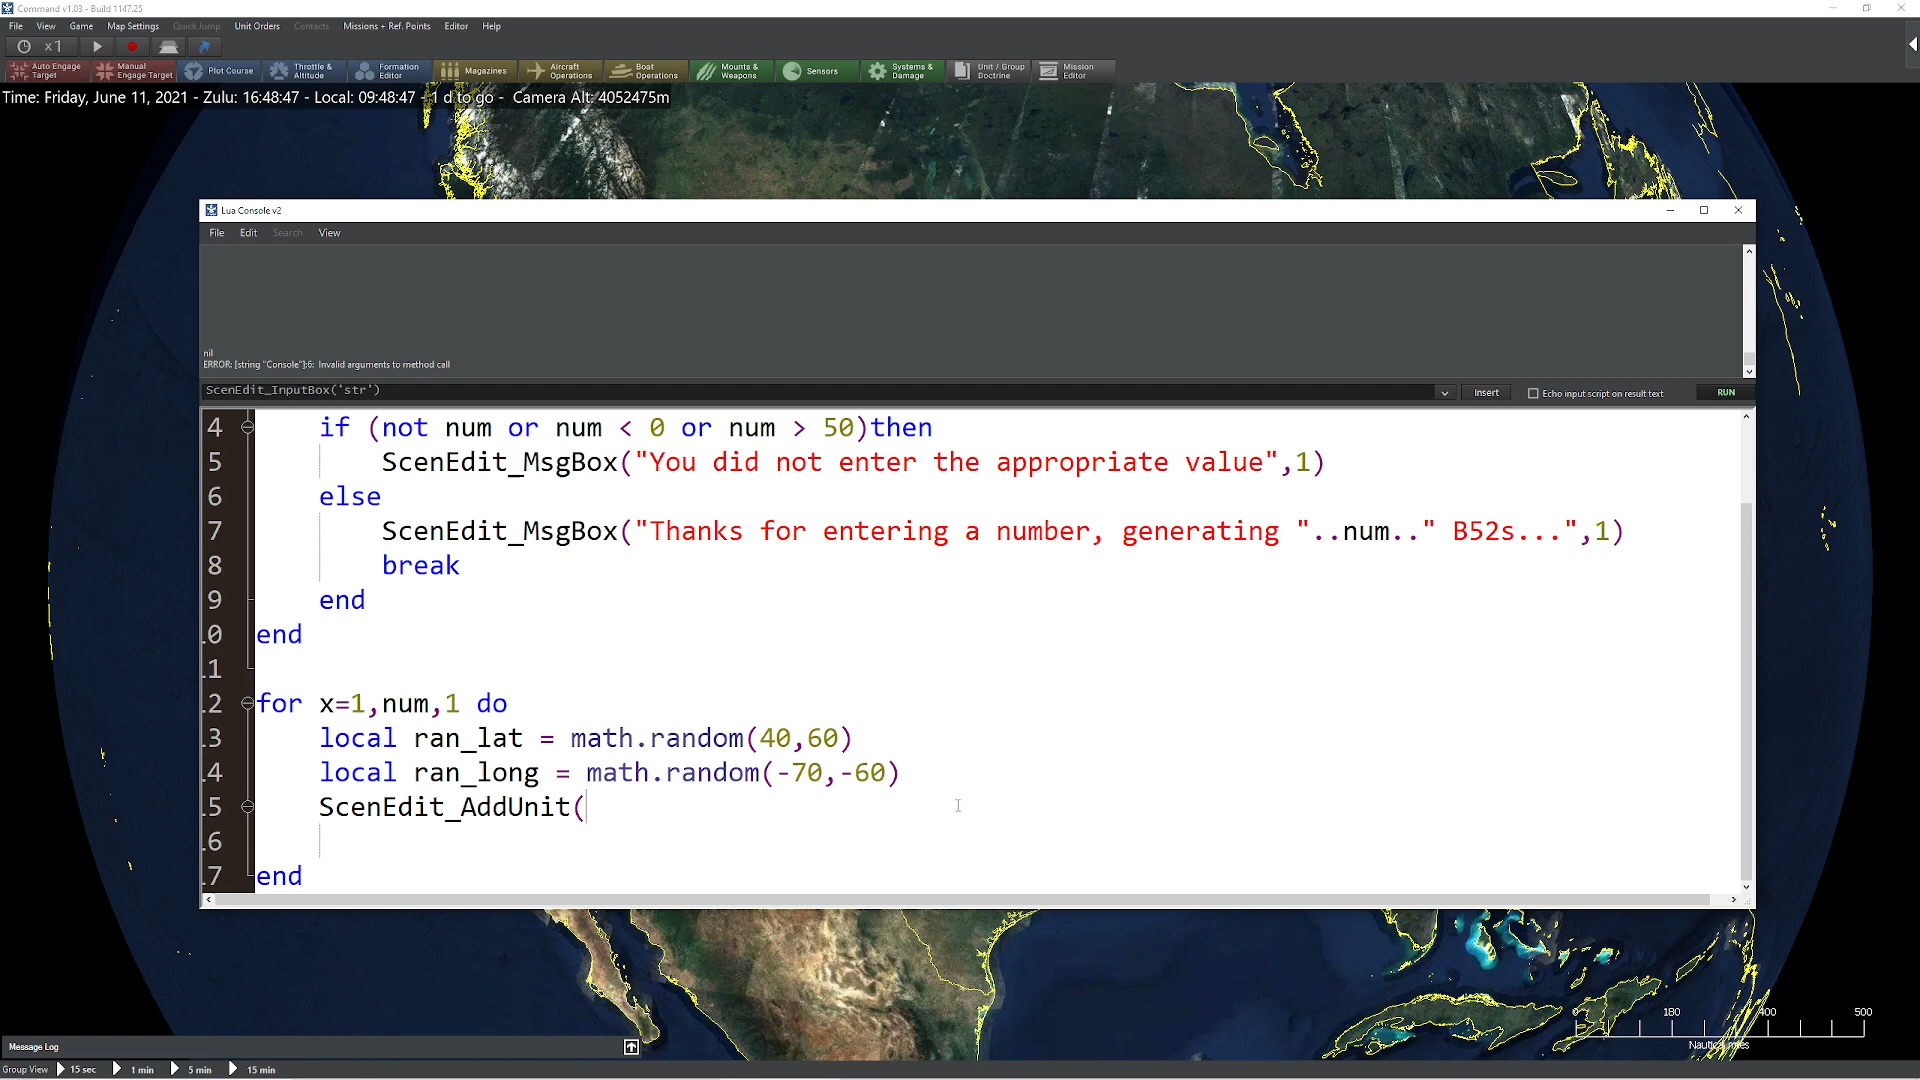 Command v1.03 - Build 1147.25
File View Game Map Settings Quick Jump Unit Orders Contacts Missions + Ref. Points Editor Help
x1
Auto Engage Target
Manual Engage Target
Plot Course
Throttle & Altitude
Formation Editor
Magazines
Aircraft Operations
Boat Operations
Mounts & Weapons
Sensors
Systems & Damage
Unit / Group Doctrine
Mission Editor
Time: Friday, June 11, 2021 - Zulu: 16:48:47 - Local: 09:48:47 - 1 d to go - Camera Alt: 4052475m
Lua Console v2
File Edit Search View
nil
ERROR: [string "Console"]:6: Invalid arguments to method call
ScenEdit_InputBox('str')
Insert
Echo input script on result text
RUN
4 if (not num or num < 0 or num > 50)then
5 ScenEdit_MsgBox("You did not enter the appropriate value",1)
6 else
7 ScenEdit_MsgBox("Thanks for entering a number, generating "..num.." B52s...",1)
8 break
9 end
.0 end
.1
.2 for x=1,num,1 do
.3 local ran_lat = math.random(40,60)
.4 local ran_long = math.random(-70,-60)
.5 ScenEdit_AddUnit(
.6
.7 end
0 180 400 500
Nautical miles
Message Log
Group View 15 sec 1 min 5 min 15 min